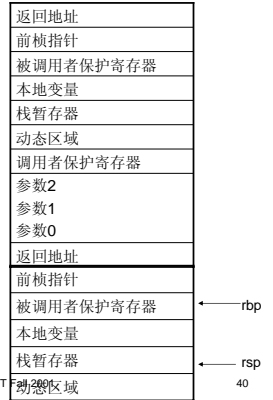 返回地址
前桢指针
被调用者保护寄存器
本地变量
栈暂存器
动态区域
调用者保护寄存器
参数2
参数1
参数0
返回地址
前桢指针
被调用者保护寄存器
rbp
本地变量
栈暂存器
rsp
T Fall 2001
动态区域
40